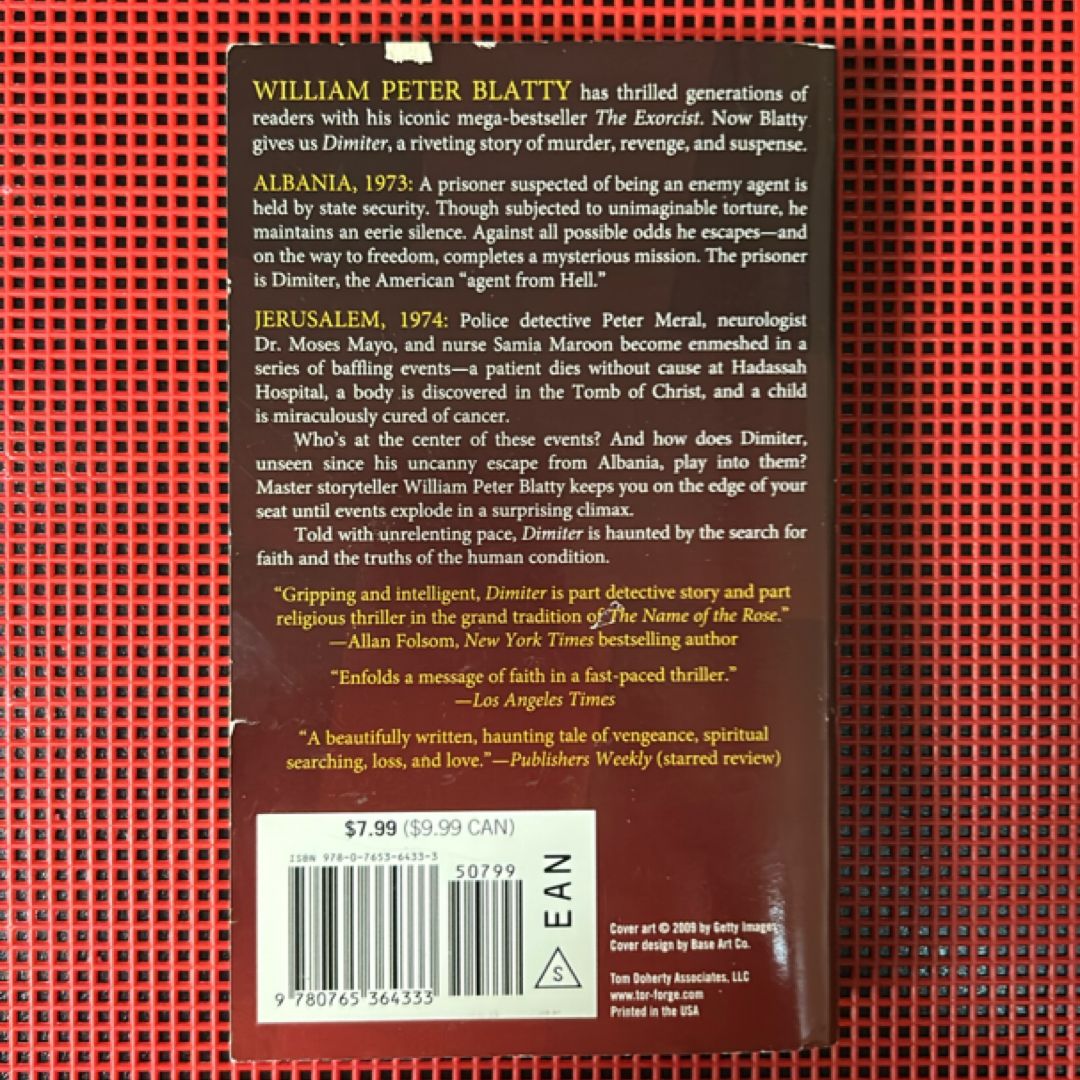 WILLIAM PETER BLATTY has thrilled generations of
readers with his iconic mega-bestseller The Exorcist. Now Blatty
gives us Dimiter, a riveting story of murder, revenge, and suspense.
ALBANIA, 1973: A prisoner suspected of being an enemy agent is
held by state security. Though subjected to unimaginable torture, he
maintains an eerie silence. Against all possible odds he escapes—and
on the way to freedom, completes a mysterious mission. The prisoner
is Dimiter, the American “agent from Hell.”
JERUSALEM, 1974: Police detective Peter Meral, neurologist
Dr. Moses Mayo, and nurse Samia Maroon become enmeshed in a
series of baffling events—a patient dies without cause at Hadassah
Hospital, a body is discovered in the Tomb of Christ, and a child
is miraculously cured of cancer.
Who’s at the center of these events? And how does Dimiter,
unseen since his uncanny escape from Albania, play into them?
Master storyteller William Peter Blatty keeps you on the edge of your
seat until events explode in a surprising climax.
Told with unrelenting pace, Dimiter is haunted by the search for
faith and the truths of the human condition.
“Gripping and intelligent, Dimiter is part detective story and part
religious thriller in the grand tradition of The Name of the Rose.”
—Allan Folsom, New York Times bestselling author
“Enfolds a message of faith in a fast-paced thriller.”
—Los Angeles Times
“A beautifully written, haunting tale of vengeance, spiritual
searching, loss, and love.”—Publishers Weekly (starred review)
$7.99 ($9.99 CAN)
ISBN 978-0-7653-6433-3
50799
EAN
S
9 780765 364333
Cover art © 2009 by Getty Images
Cover design by Base Art Co.
Tom Doherty Associates, LLC
www.tor-forge.com
Printed in the USA